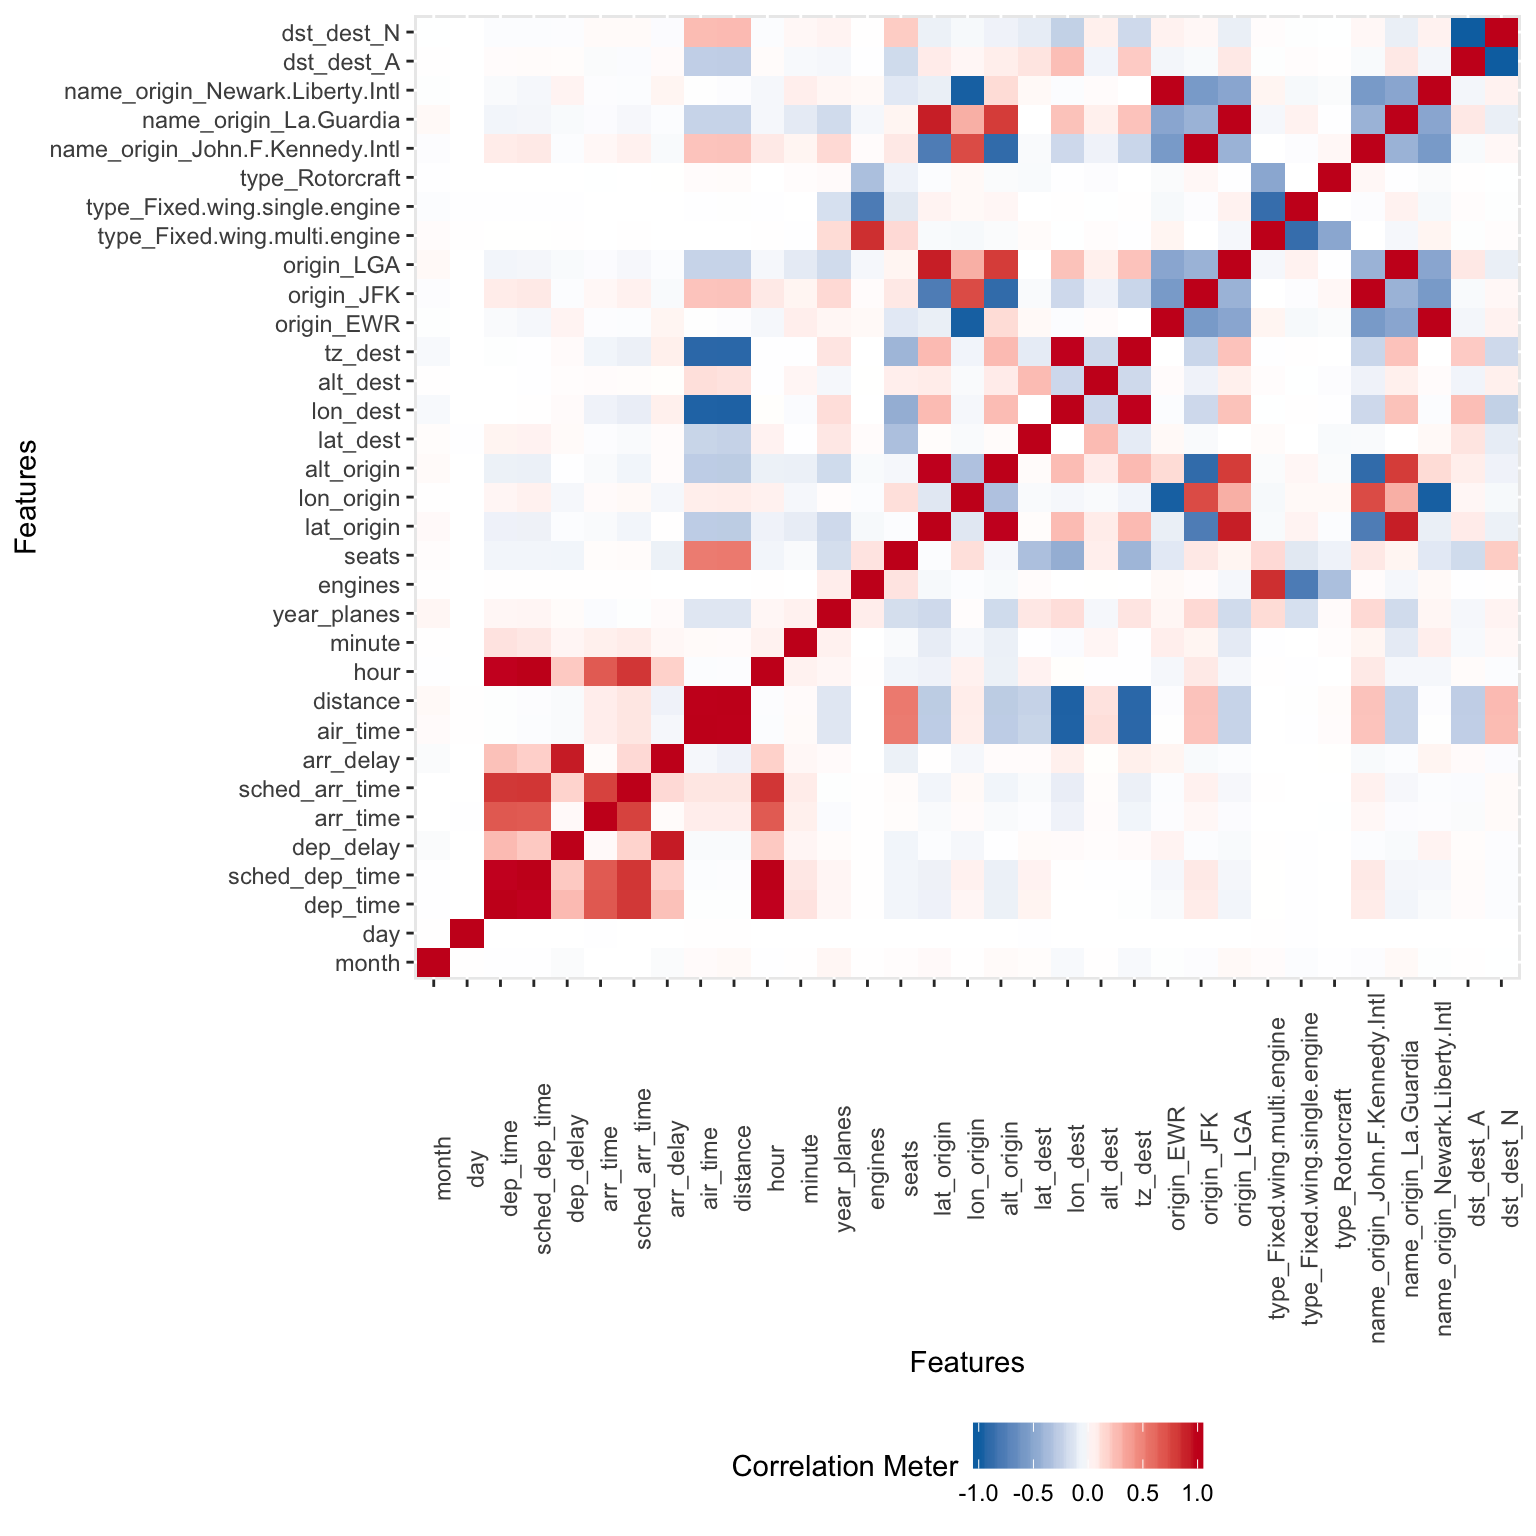 dst_dest_N
dst_dest_A
name_origin_Newark.Liberty.Intl
name_origin_La.Guardia
name_origin_John.F.Kennedy.Intl
type_Rotorcraft
type_Fixed.wing.single.engine
type_Fixed.wing.multi.engine
origin_LGA
origin_JFK
origin_EWR
tz_dest
alt_dest
lon_dest
lat_dest
alt_origin
lon_origin
lat_origin
seats
engines
year_planes
minute
hour
distance
air_time
arr_delay
sched_arr_time
arr_time
dep_delay
sched_dep_time
dep_time
day
month
Features
month
day
dep_time
sched_dep_time
dep_delay
arr_time
sched_arr_time
arr_delay
air_time
distance
hour
minute
year_planes
engines
seats
lat_origin
lon_origin
alt_origin
lat_dest
lon_dest
alt_dest
tz_dest
origin_EWR
origin_JFK
origin_LGA
type_Fixed.wing.multi.engine
type_Fixed.wing.single.engine
type_Rotorcraft
name_origin_John.F.Kennedy.Intl
name_origin_La.Guardia
name_origin_Newark.Liberty.Intl
dst_dest_A
dst_dest_N
Features
Correlation Meter
-1.0 -0.5 0.0 0.5 1.0